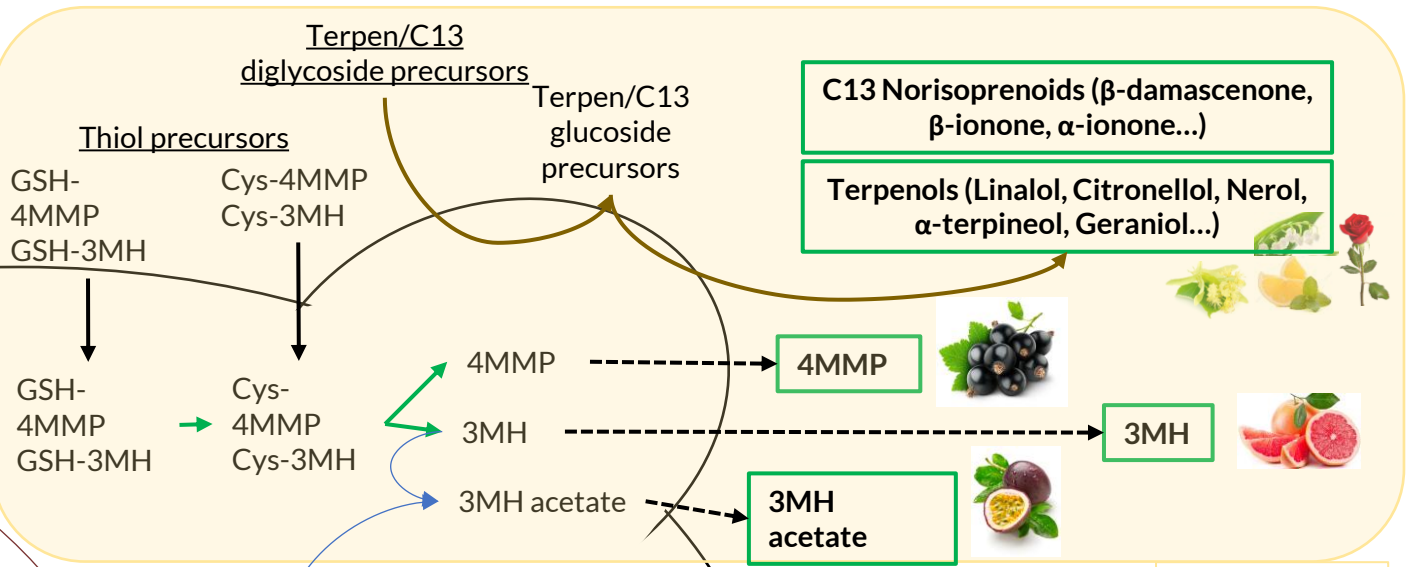 Terpen/C13
diglycoside precursors
Terpen/C13
glucoside
precursors
C13 Norisoprenoids (β-damascenone,
β-ionone, α-ionone…)
Thiol precursors
GSH-
4MMP
GSH-3MH
Cys-4MMP
Cys-3MH
Terpenols (Linalol, Citronellol, Nerol,
α-terpineol, Geraniol…)
GSH-
4MMP
GSH-3MH
Cys-
4MMP
Cys-3MH
4MMP
4MMP
3MH
3MH
3MH acetate
3MH
acetate